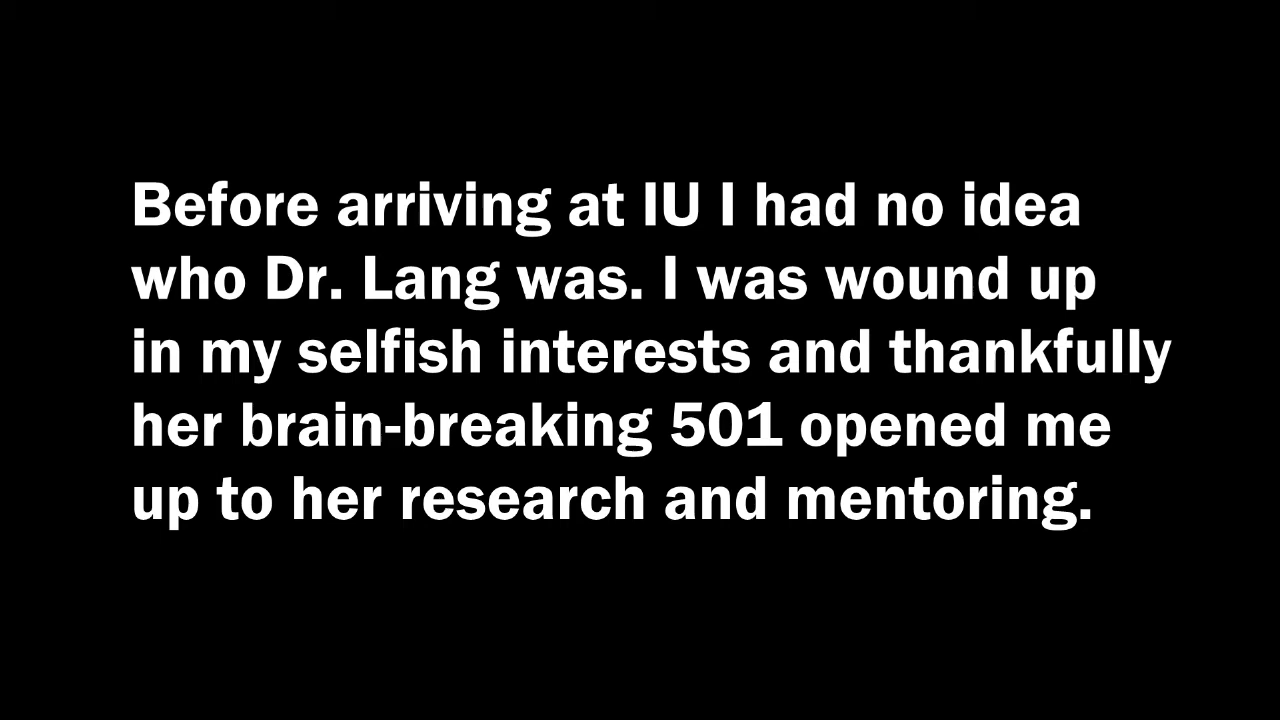 Before arriving at IU I had no idea
who Dr. Lang was. I was wound up
in my selfish interests and thankfully
her brain-breaking 501 opened me
up to her research and mentoring.